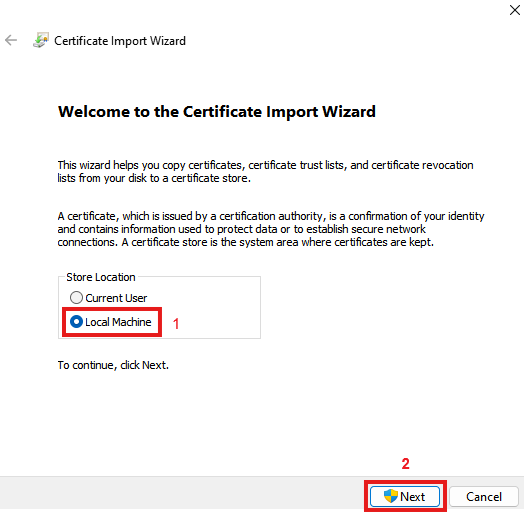 Certificate Import Wizard
Welcome to the Certificate Import Wizard
This wizard helps you copy certificates, certificate trust lists, and certificate revocation
lists from your disk to a certificate store.
A certificate, which is issued by a certification authority, is a confirmation of your identity
and contains information used to protect data or to establish secure network
connections. A certificate store is the system area where certificates are kept.
Store Location
Current User
Local Machine 1
To continue, click Next.
2
Next Cancel